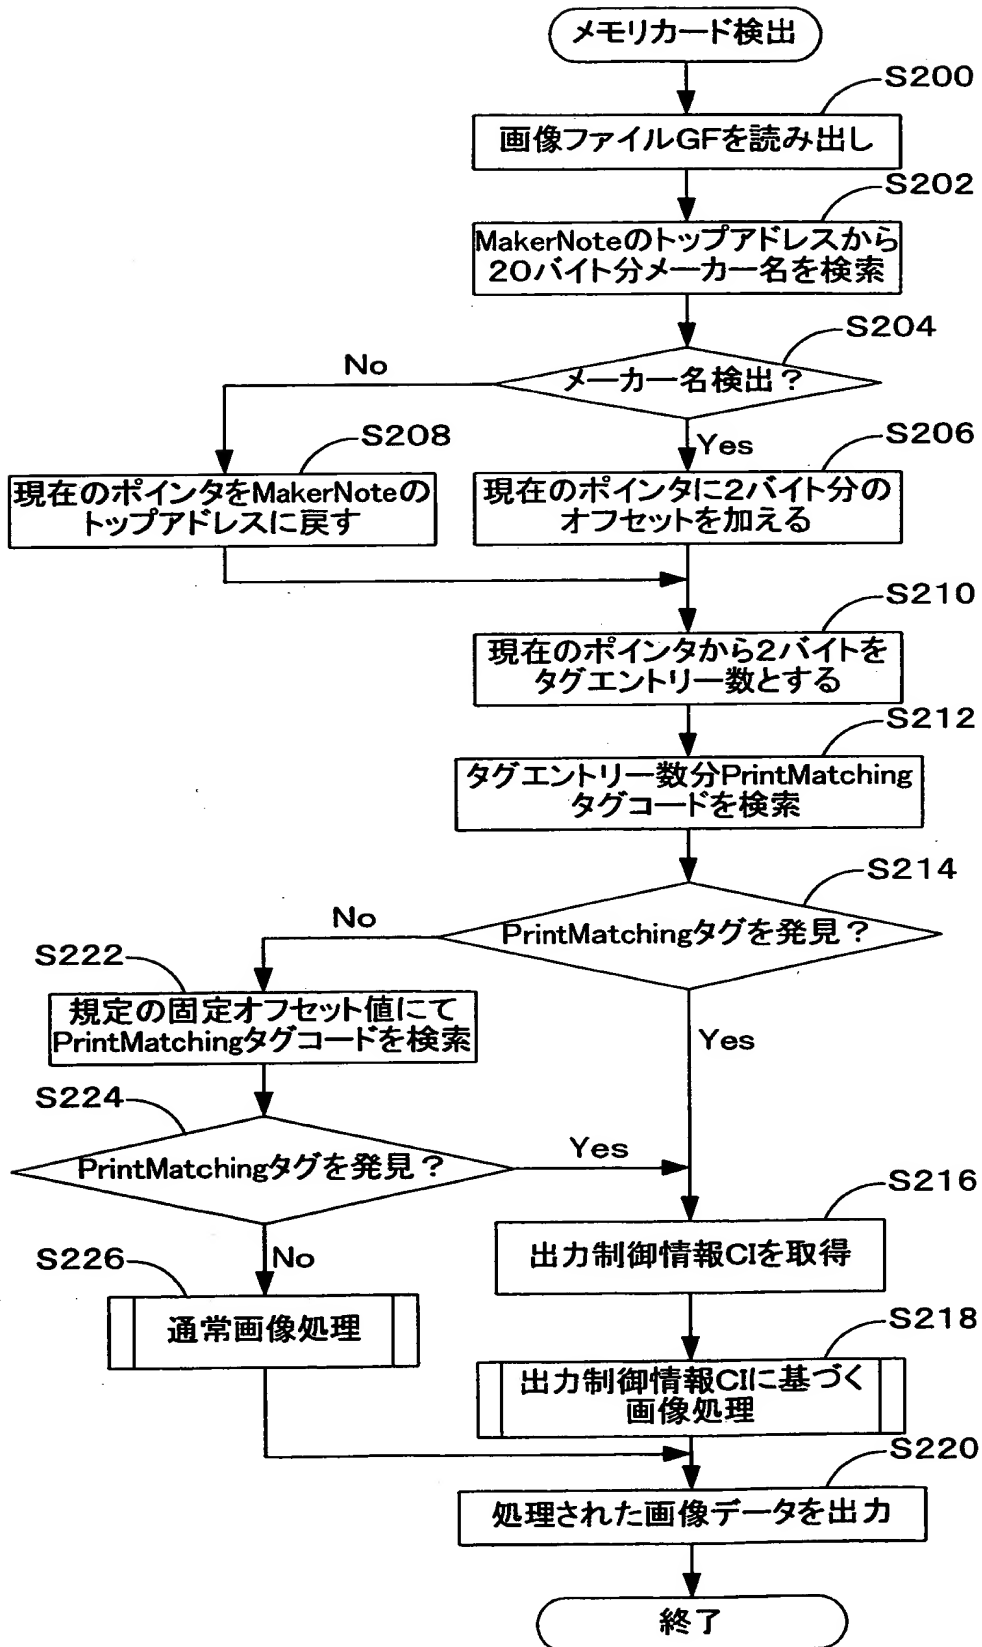 メモリカード検出
S200
画像ファイルGFを読み出し
S202
MakerNoteのトップアドレスから
20バイト分メーカー名を検索
S204
メーカー名検出？
No
Yes
S208
S206
現在のポインタをMakerNoteの
トップアドレスに戻す
現在のポインタに2バイト分の
オフセットを加える
S210
現在のポインタから2バイトを
タグエントリー数とする
S212
タグエントリー数分PrintMatching
タグコードを検索
S214
PrintMatchingタグを発見？
No
Yes
S222
規定の固定オフセット値にて
PrintMatchingタグコードを検索
S224
PrintMatchingタグを発見？
Yes
No
S216
出力制御情報CIを取得
S226
通常画像処理
S218
出力制御情報CIに基づく
画像処理
S220
処理された画像データを出力
終了